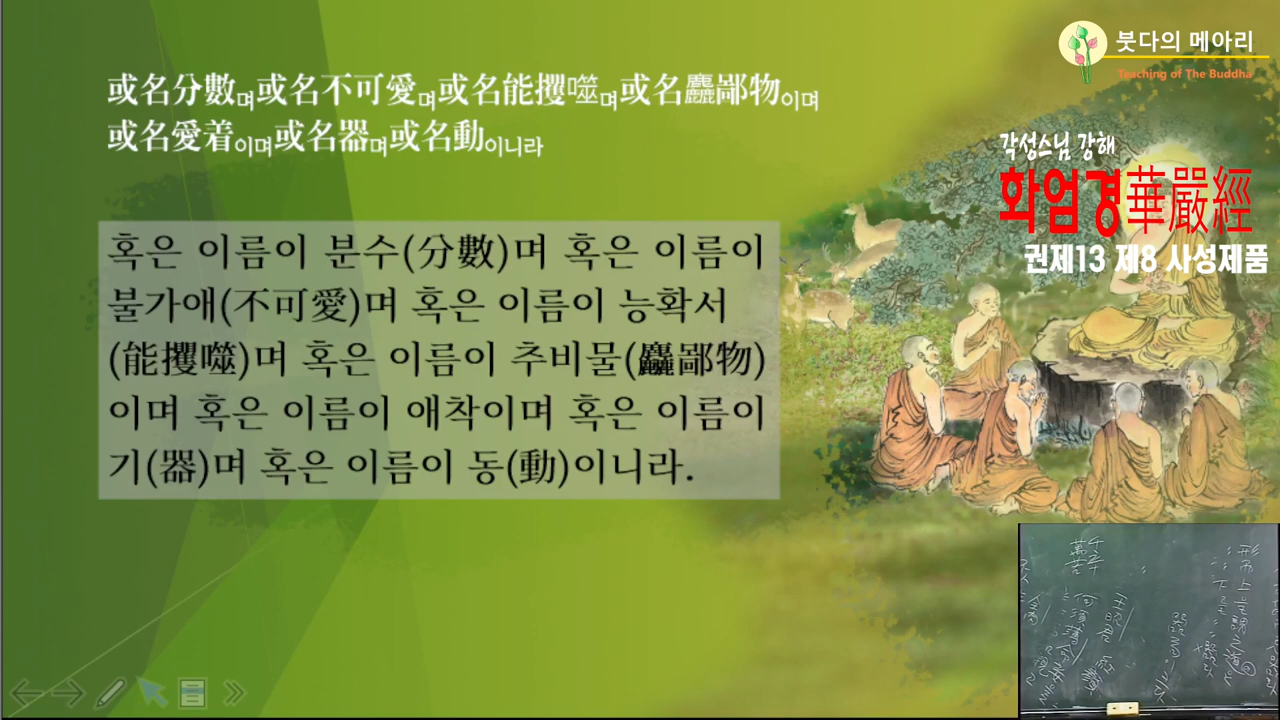 붓다의 메아리
Teaching of The Buddha
或名分數며或名不可愛며或名能攫噬며或名麤鄙物이며
或名愛着이며或名器며或名動이니라
각성스님 강해
화엄경華嚴經
권제13 제8 사성제품
혹은 이름이 분수(分數)며 혹은 이름이
불가애(不可愛)며 혹은 이름이 능확서
(能攫噬)며 혹은 이름이 추비물(麤鄙物)
이며 혹은 이름이 애착이며 혹은 이름이
기(器)며 혹은 이름이 동(動)이니라.